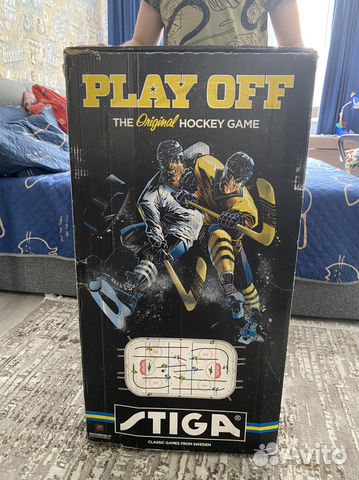 PLAY OFF
THE Original HOCKEY GAME
STIGA®
CLASSIC GAMES FROM SWEDEN
Avito